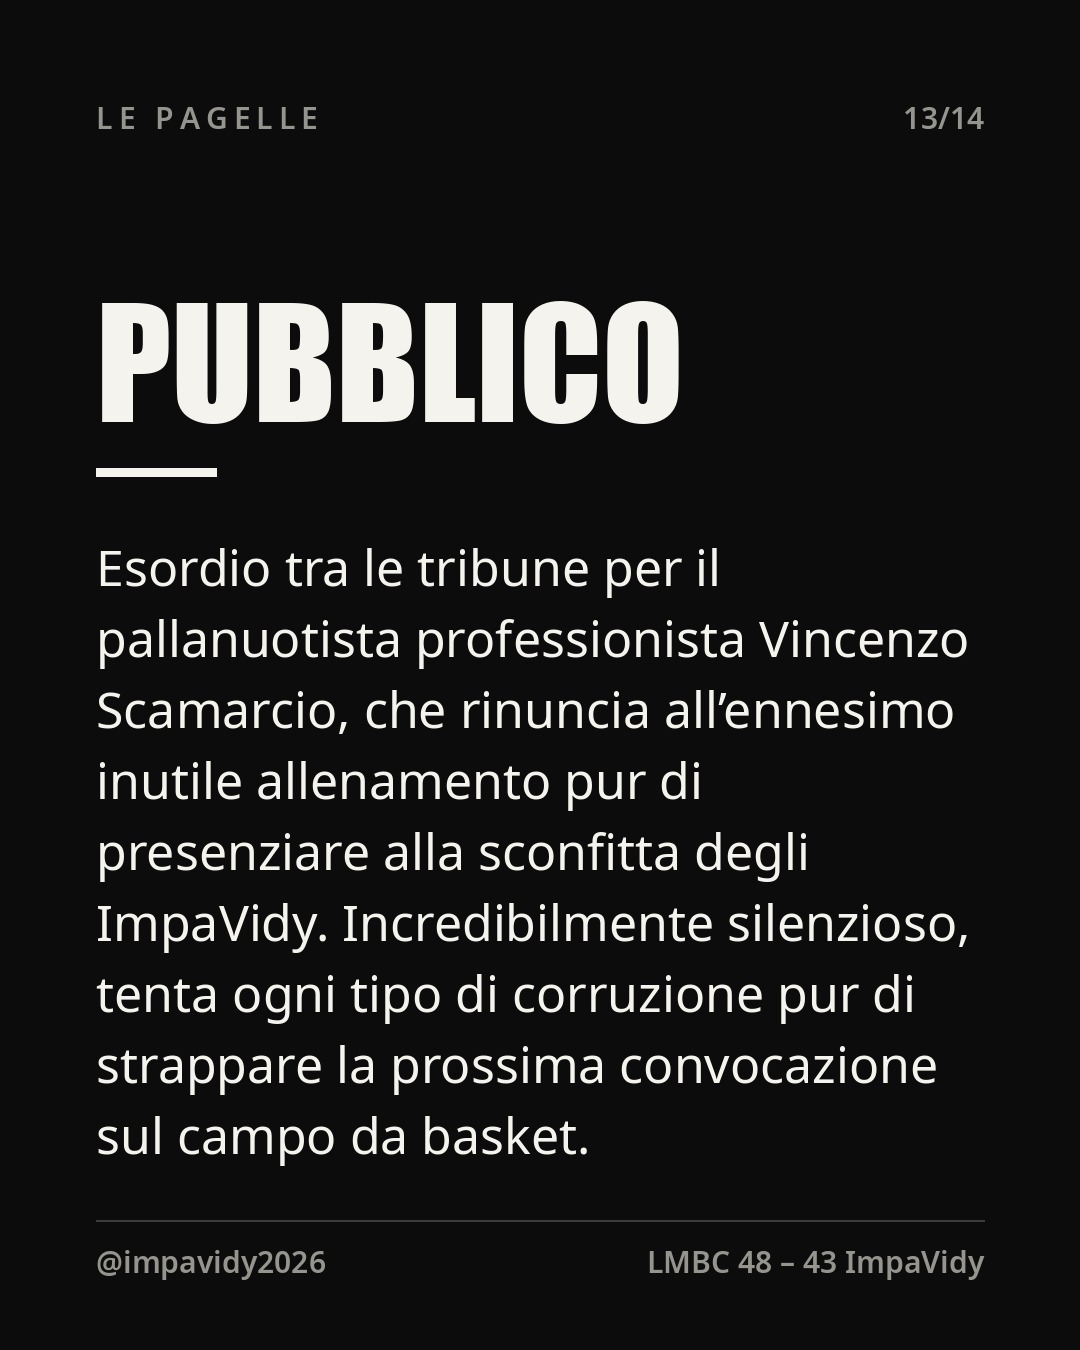 LE PAGELLE
13/14
PUBBLICO
Esordio tra le tribune per il
pallanuotista professionista Vincenzo
Scamarcio, che rinuncia all’ennesimo
inutile allenamento pur di
presenziare alla sconfitta degli
ImpaVidy. Incredibilmente silenzioso,
tenta ogni tipo di corruzione pur di
strappare la prossima convocazione
sul campo da basket.
@impavidy2026
LMBC 48 – 43 ImpaVidy